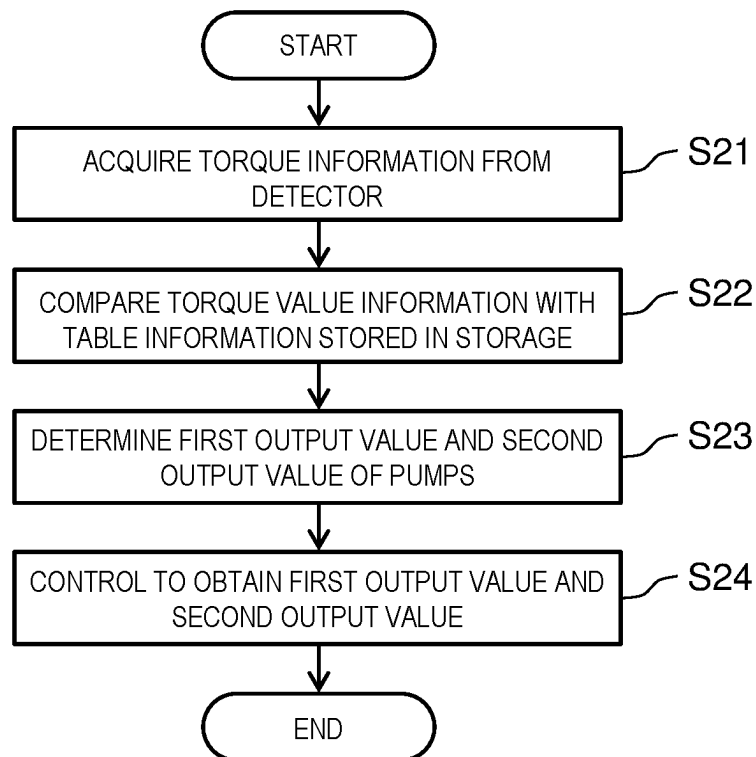 START
ACQUIRE TORQUE INFORMATION FROM
DETECTOR
S21
COMPARE TORQUE VALUE INFORMATION WITH
TABLE INFORMATION STORED IN STORAGE
S22
DETERMINE FIRST OUTPUT VALUE AND SECOND
OUTPUT VALUE OF PUMPS
S23
CONTROL TO OBTAIN FIRST OUTPUT VALUE AND
SECOND OUTPUT VALUE
S24
END